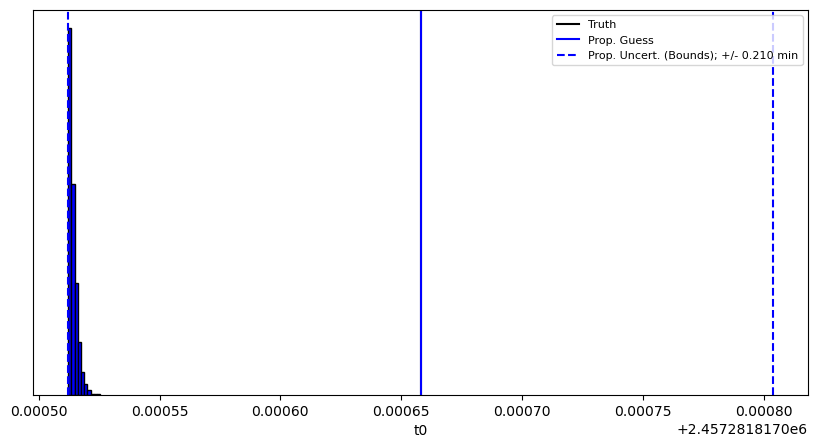 Truth
Prop. Guess
Prop. Uncert. (Bounds); +/- 0.210 min
0.00050 0.00055 0.00060 0.00065 0.00070 0.00075 0.00080
t0
+2.4572818170e6